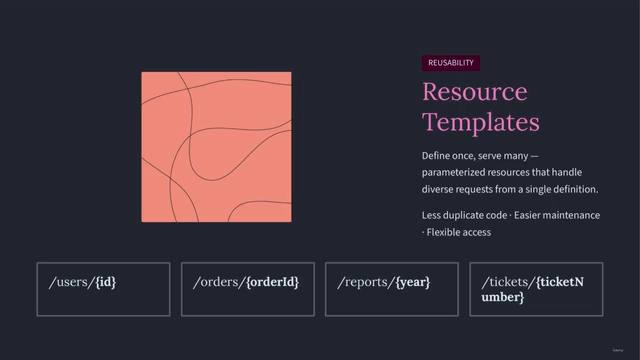 REUSABILITY
Resource
Templates
Define once, serve many —
parameterized resources that handle
diverse requests from a single definition.
Less duplicate code · Easier maintenance
· Flexible access
/users/{id}
/orders/{orderId}
/reports/{year}
/tickets/{ticketN
umber}